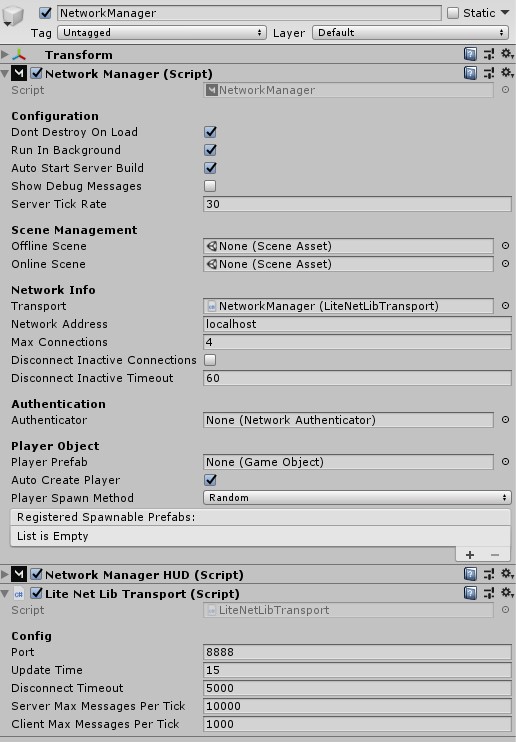 NetworkManager Static
Tag Untagged Layer Default
Transform
Network Manager (Script)
Script NetworkManager
Configuration
Dont Destroy On Load
Run In Background
Auto Start Server Build
Show Debug Messages
Server Tick Rate 30
Scene Management
Offline Scene None (Scene Asset)
Online Scene None (Scene Asset)
Network Info
Transport NetworkManager (LiteNetLibTransport)
Network Address localhost
Max Connections 4
Disconnect Inactive Connections
Disconnect Inactive Timeout 60
Authentication
Authenticator None (Network Authenticator)
Player Object
Player Prefab None (Game Object)
Auto Create Player
Player Spawn Method Random
Registered Spawnable Prefabs:
List is Empty
+ −
Network Manager HUD (Script)
C# Lite Net Lib Transport (Script)
Script LiteNetLibTransport
Config
Port 8888
Update Time 15
Disconnect Timeout 5000
Server Max Messages Per Tick 10000
Client Max Messages Per Tick 1000